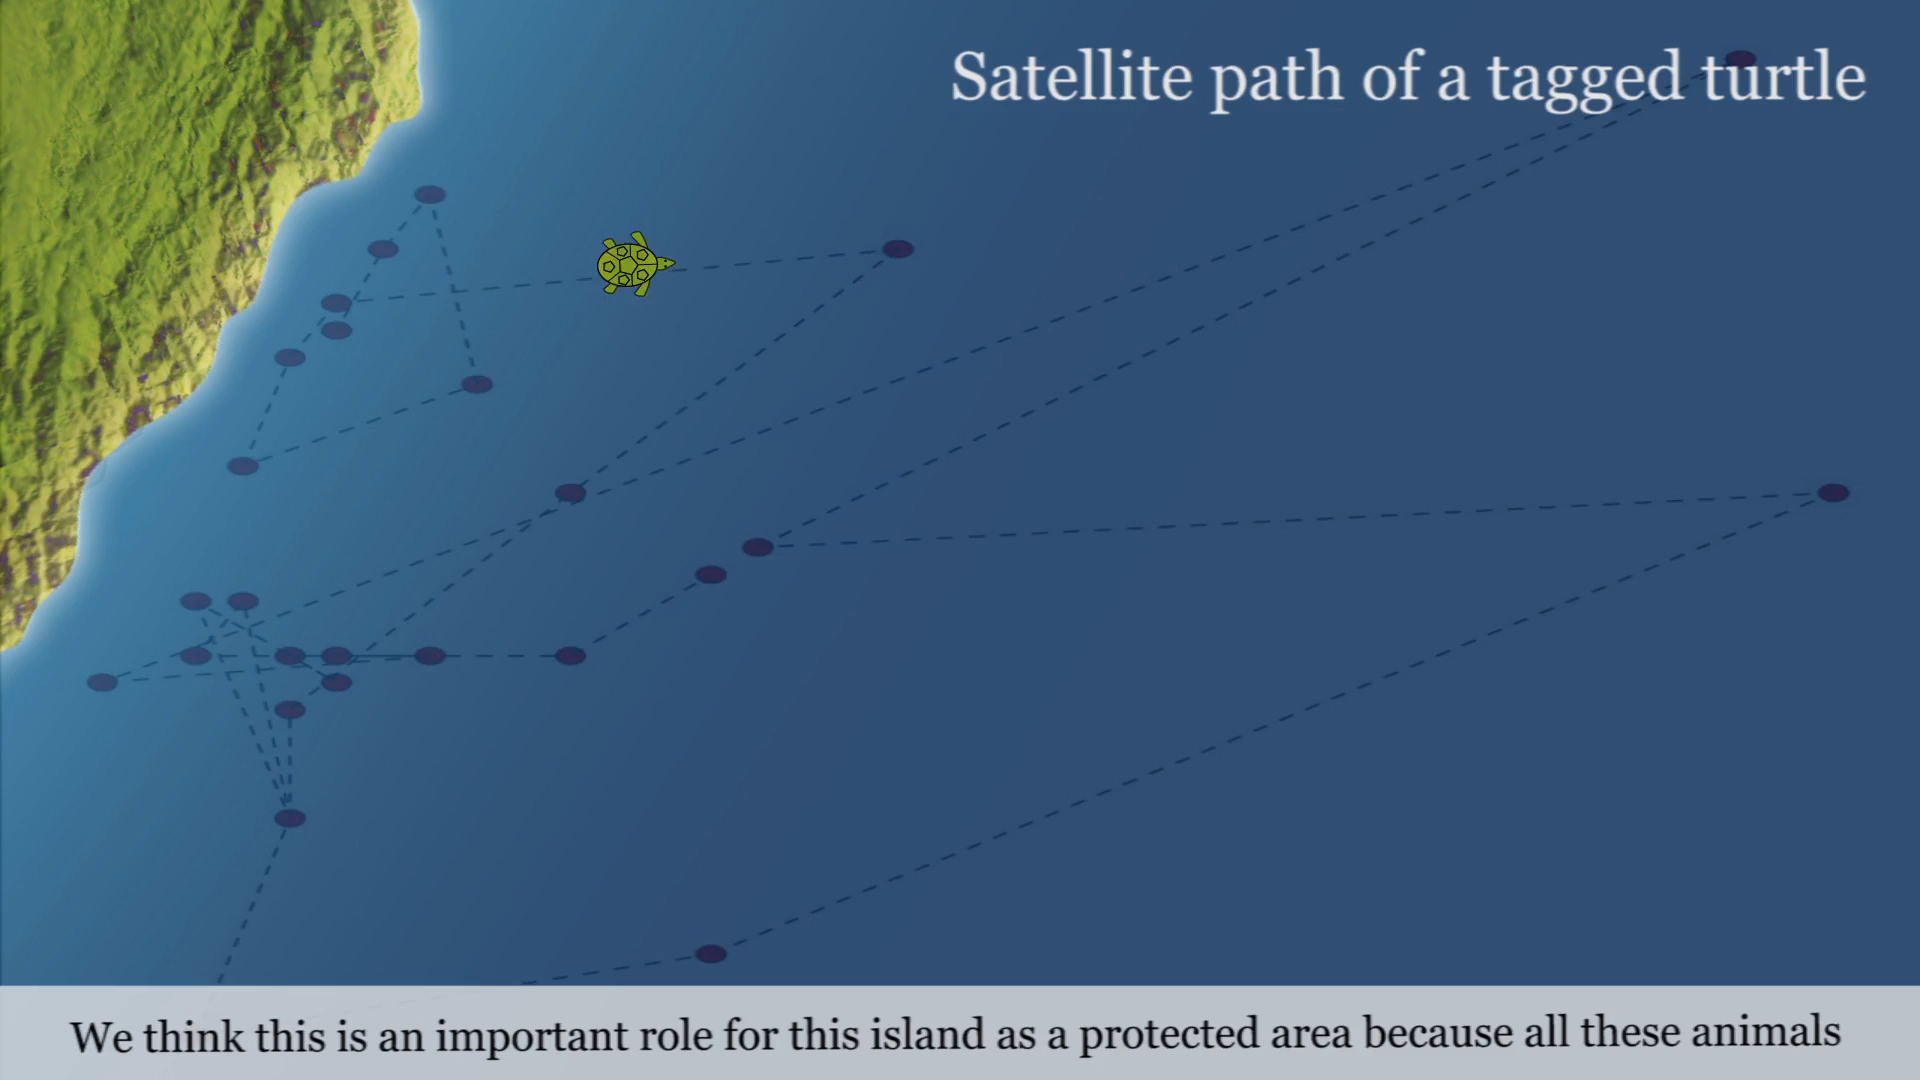 Satellite path of a tagged turtle
We think this is an important role for this island as a protected area because all these animals